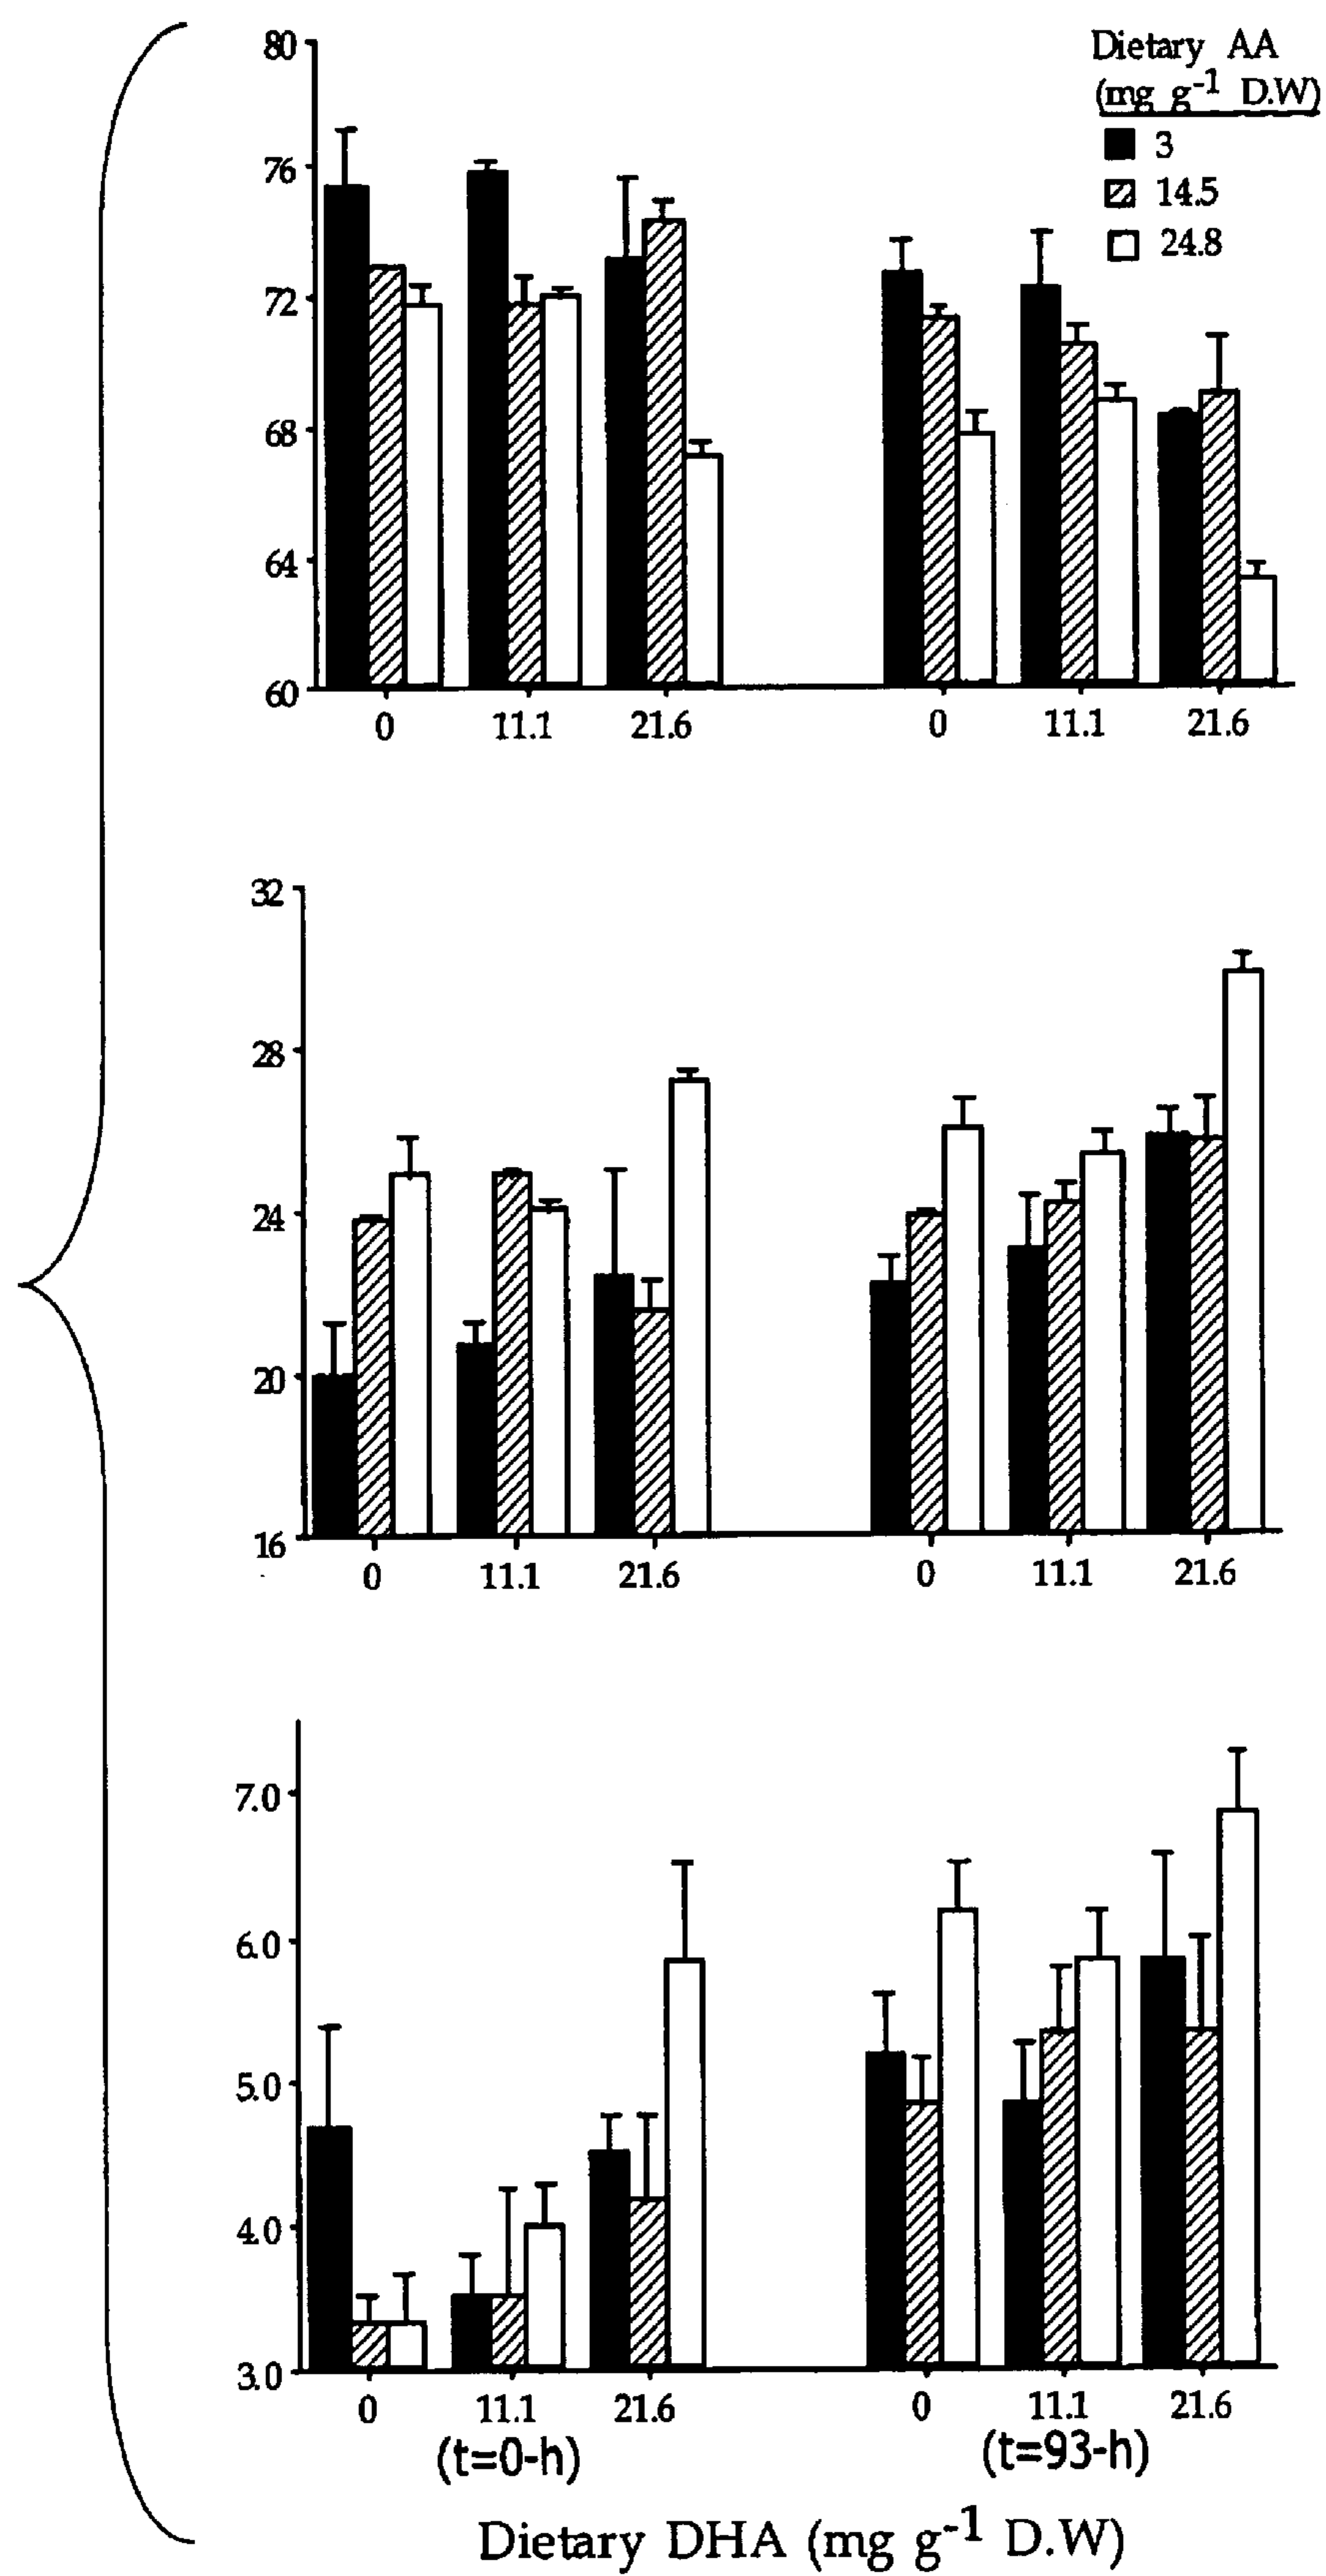 Dietary AA
(mg g-1 D.W)
3
14.5
24.8
80
76
72
68
64
60
0 11.1 21.6 0 11.1 21.6
32
28
24
20
16
0 11.1 21.6 0 11.1 21.6
7.0
6.0
5.0
4.0
3.0
0 11.1 21.6 0 11.1 21.6
(t=0-h) (t=93-h)
Dietary DHA (mg g-1 D.W)